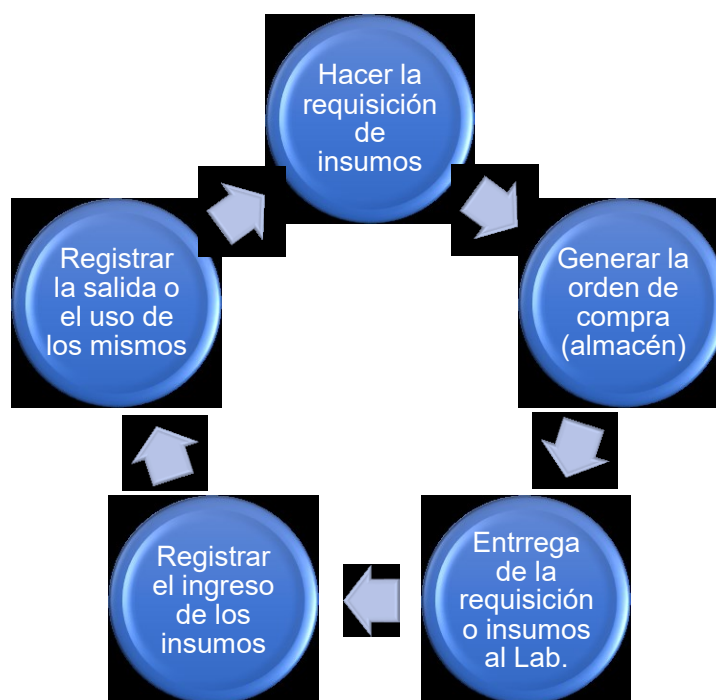 Hacer la
requisición
de
insumos
Generar la
orden de
compra
(almacén)
Entrrega
de la
requisición
o insumos
al Lab.
Registrar
el ingreso
de los
insumos
Registrar
la salida o
el uso de
los mismos